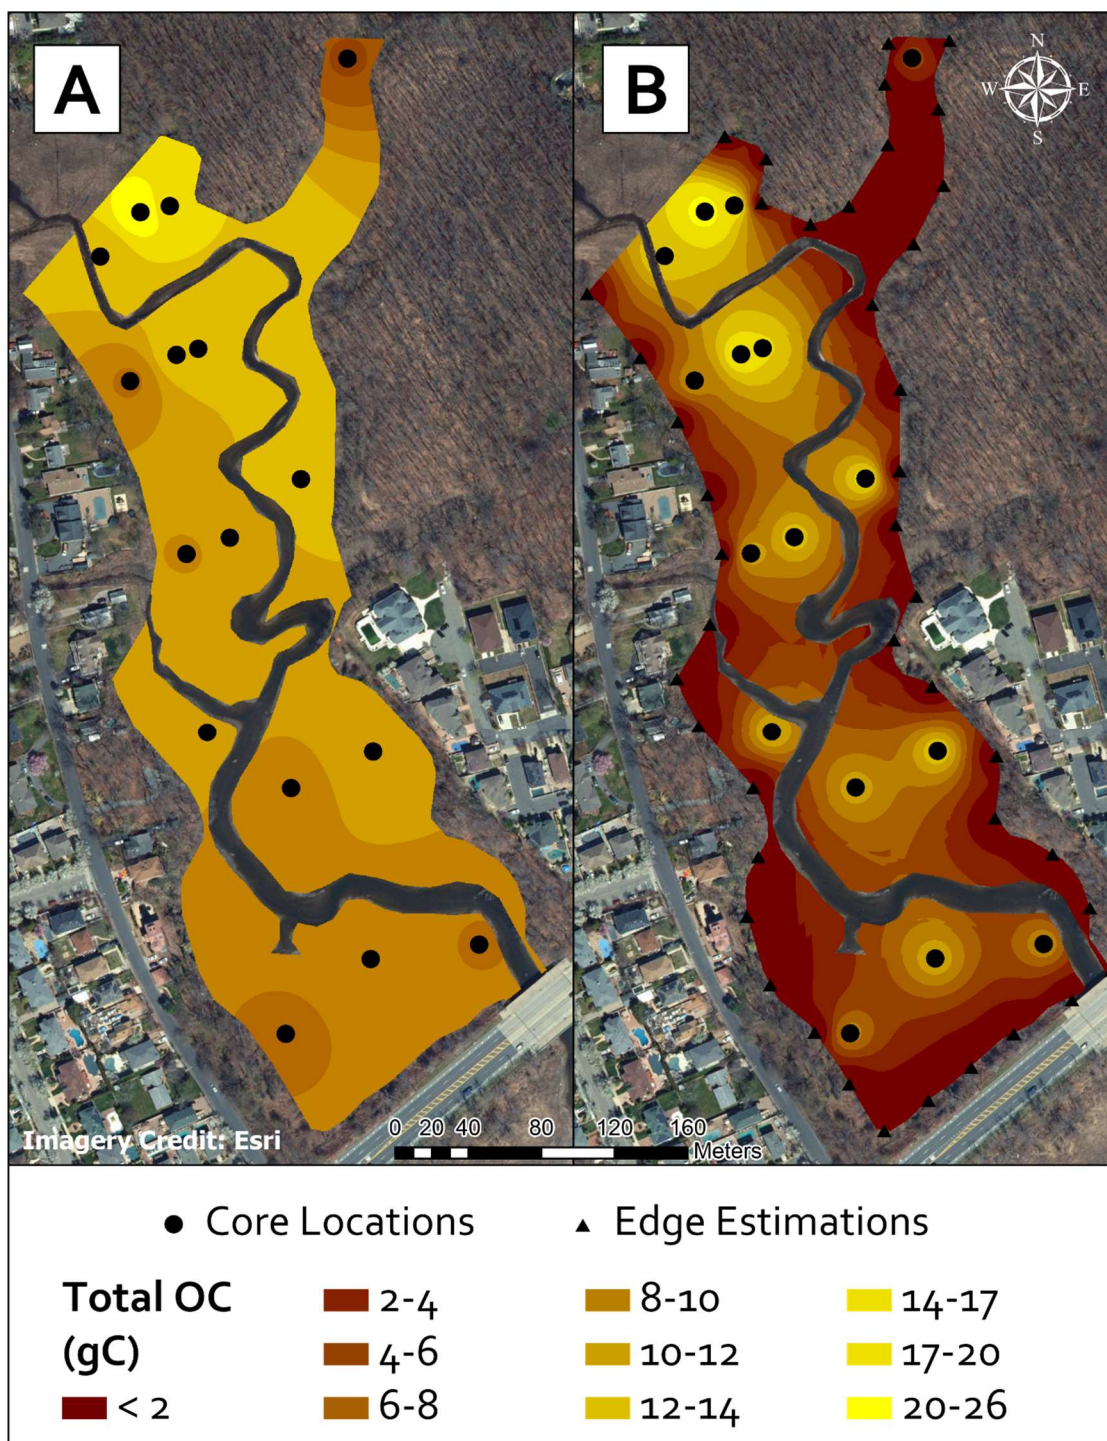 A
B
N
W
E
S
Imagery Credit: Esri
0 20 40 80 120 160
Meters
Core Locations
Edge Estimations
Total OC
(gC)
< 2
2-4
4-6
6-8
8-10
10-12
12-14
14-17
17-20
20-26